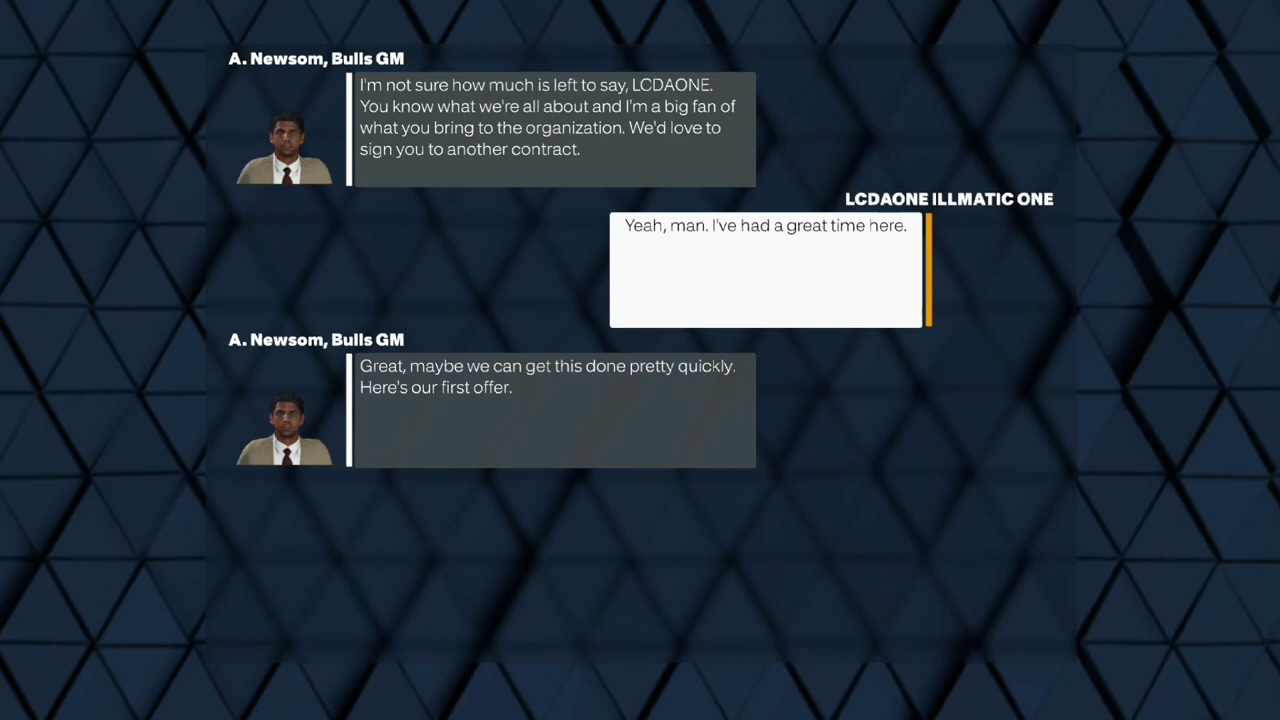 A. Newsom, Bulls GM
I'm not sure how much is left to say, LCDAONE.
You know what we're all about and I'm a big fan of
what you bring to the organization. We'd love to
sign you to another contract.
LCDAONE ILLMATIC ONE
Yeah, man. I've had a great time here.
A. Newsom, Bulls GM
Great, maybe we can get this done pretty quickly.
Here's our first offer.